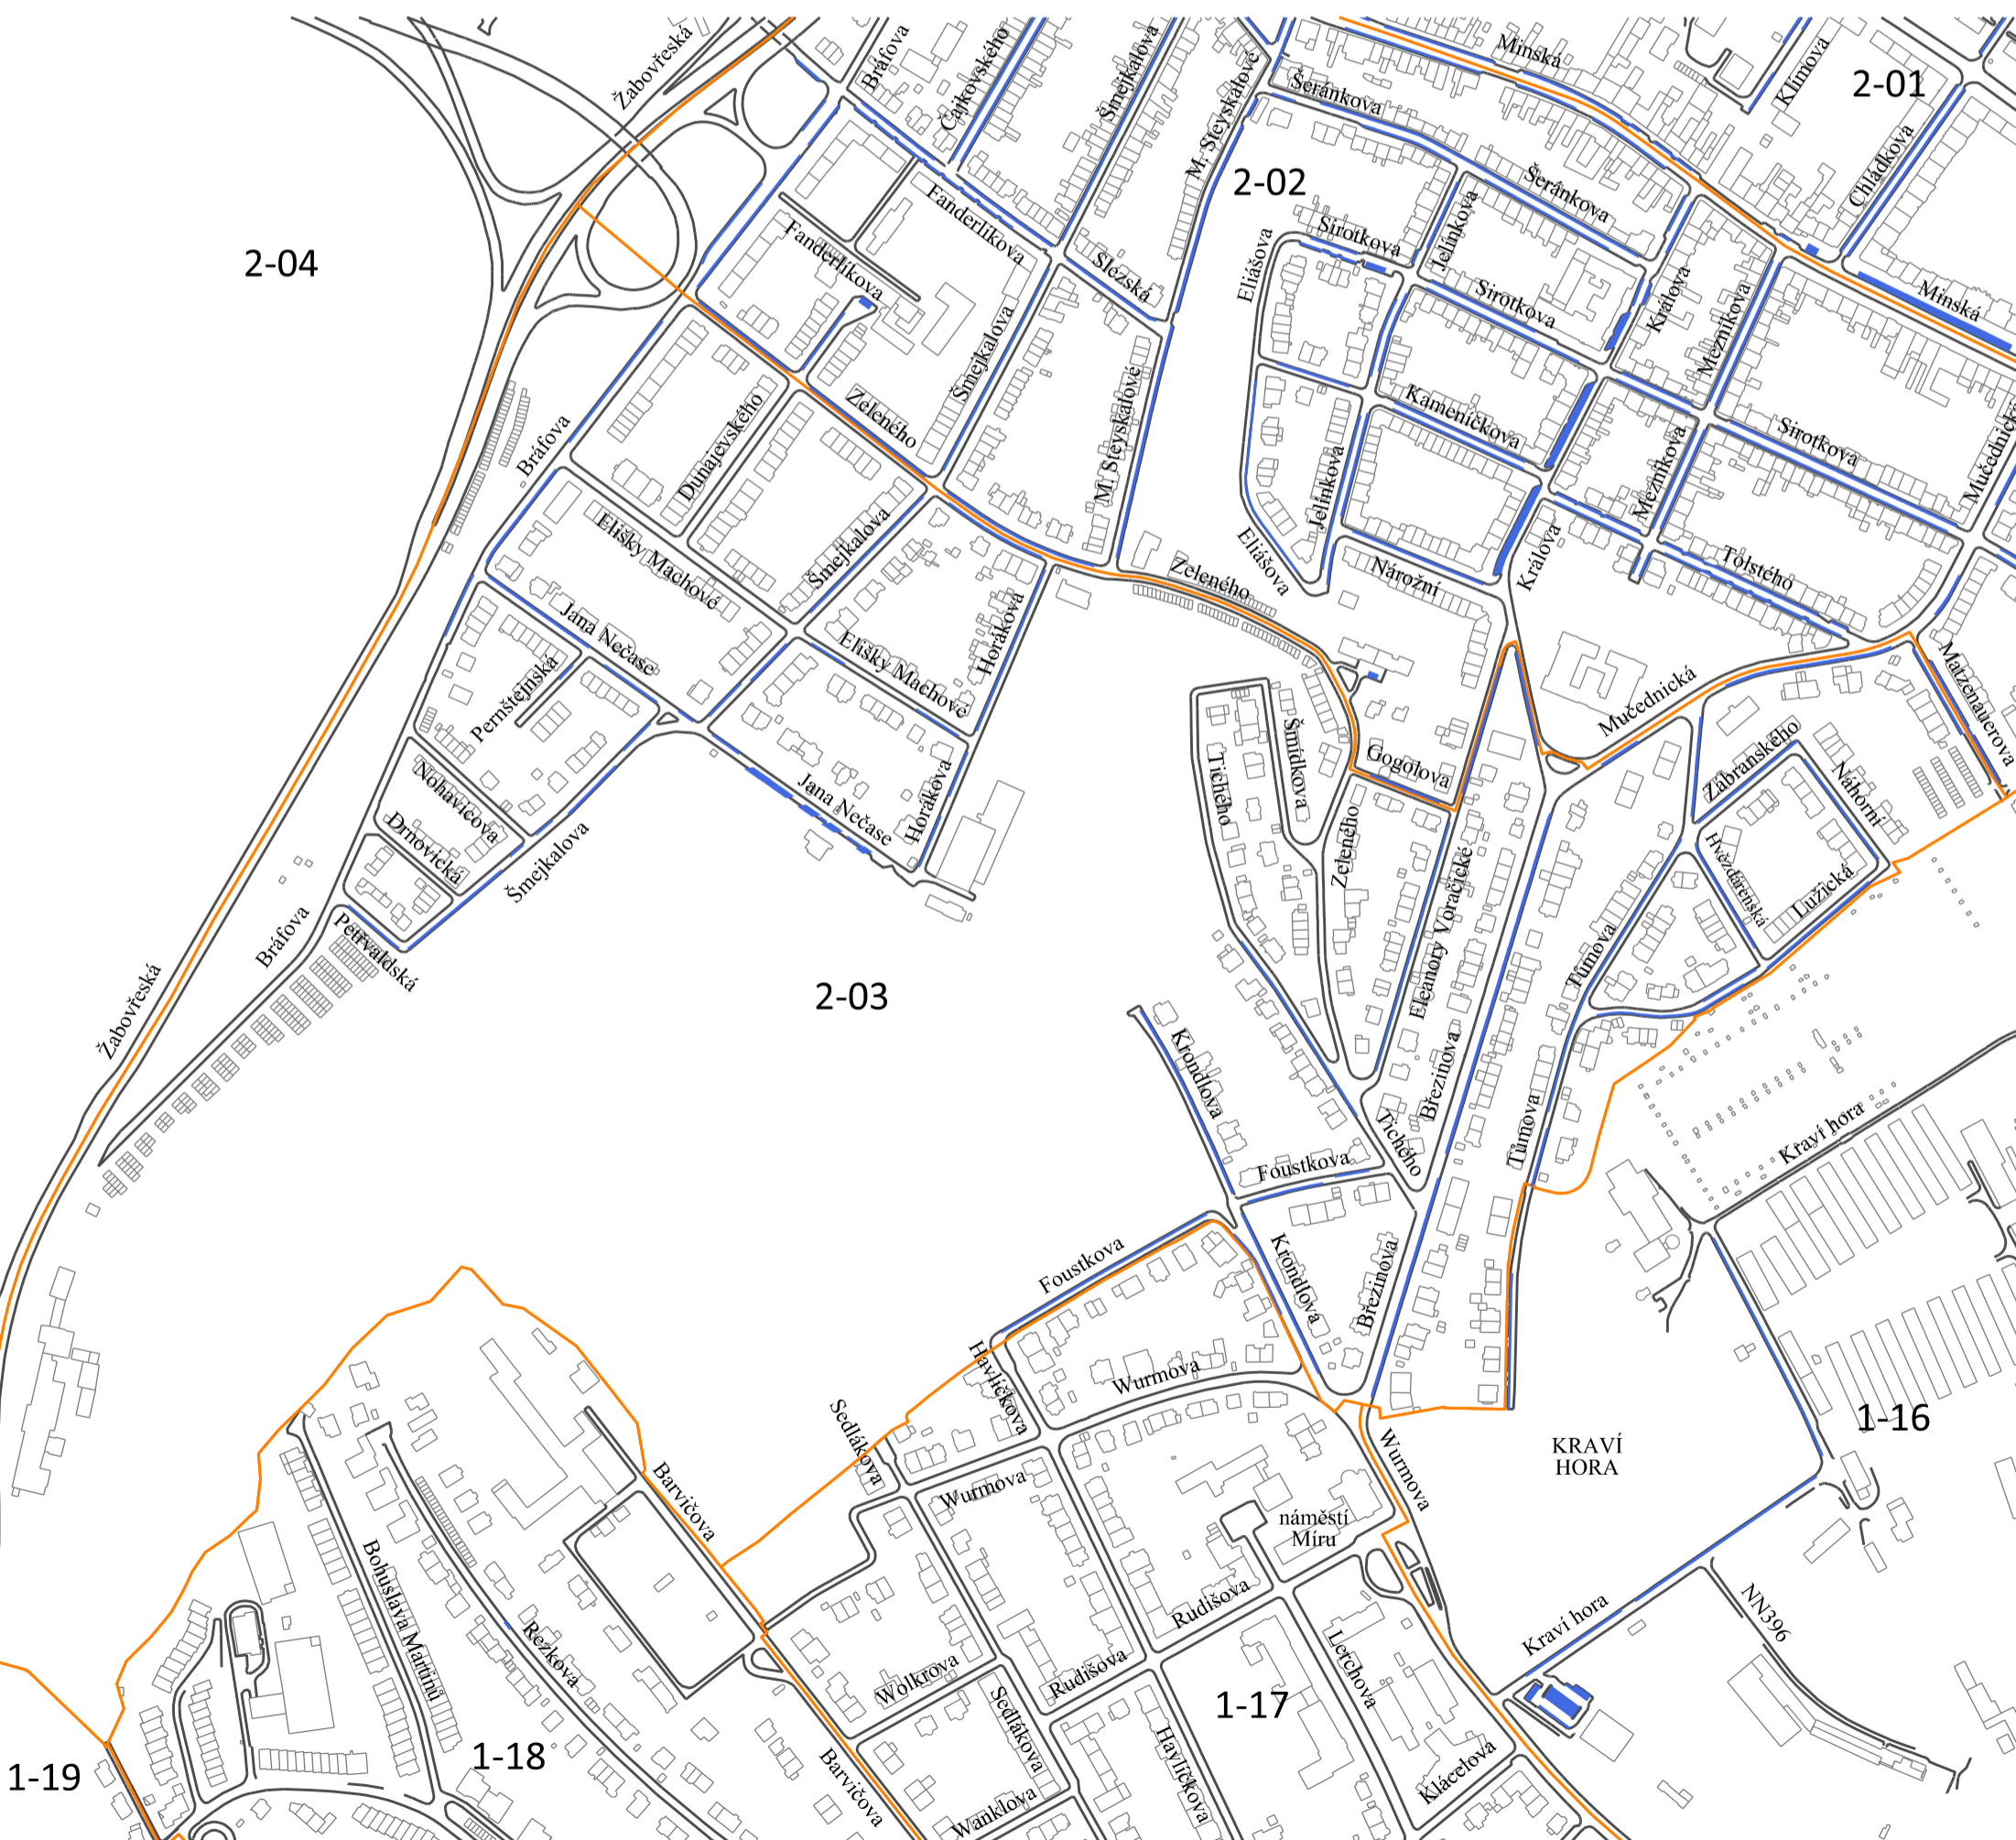 Žabovřeská
Bráfova
Čajkovského
Šmejkalova
M. Steyskalové
Minská
Klímova
2-01
Šeránkova
Chládkova
2-02
Šeránkova
Fanderlíkova
Sirotkova
Jelínkova
Eliášova
2-04
Fanderlíkova
Slezská
Sirotkova
Králova
Mezníkova
Minská
Šmejkalova
Zeleného
M. Steyskalové
Kameníčkova
Sirotkova
Bráfova
Dunajevského
Jelínkova
Mezníkova
Elišky Machové
Šmejkalova
Eliášova
Zeleného
Nárožní
Králova
Tolstého
Jana Nečase
Elišky Machové
Horákova
Pernštejnská
Mučednická
Matzenauerova
Šmídkova
Tichého
Gogolova
Zábranského
Náhorní
Nohavicova
Jana Nečase
Horákova
Drnovická
Šmejkalova
Zeleného
Eleanory Voračické
Hvězdárenská
Lužická
Bráfova
Petřvaldská
Tůmova
Žabovřeská
2-03
Krondlova
Březinova
Tichého
Tůmova
Kraví hora
Foustkova
Foustkova
Krondlova
Březinova
Havlíčkova
Wurmova
Sedlákova
Wurmova
KRAVÍ
HORA
1-16
Barvičova
Wurmova
náměstí
Míru
Bohuslava Martinů
Rezkova
Rudišova
Kraví hora
NN396
Lerchova
Wolkrova
Rudišova
Sedlákova
1-17
Havlíčkova
1-18
1-19
Barvičova
Wanklova
Klácelova